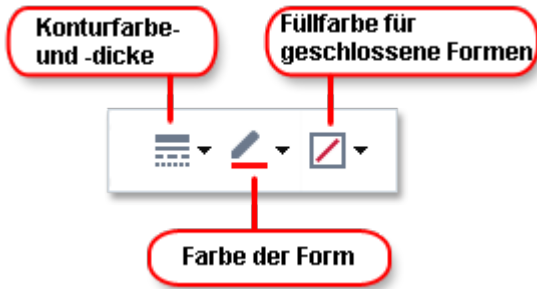 Konturfarbe-
und -dicke
Füllfarbe für
geschlossene Formen
Farbe der Form